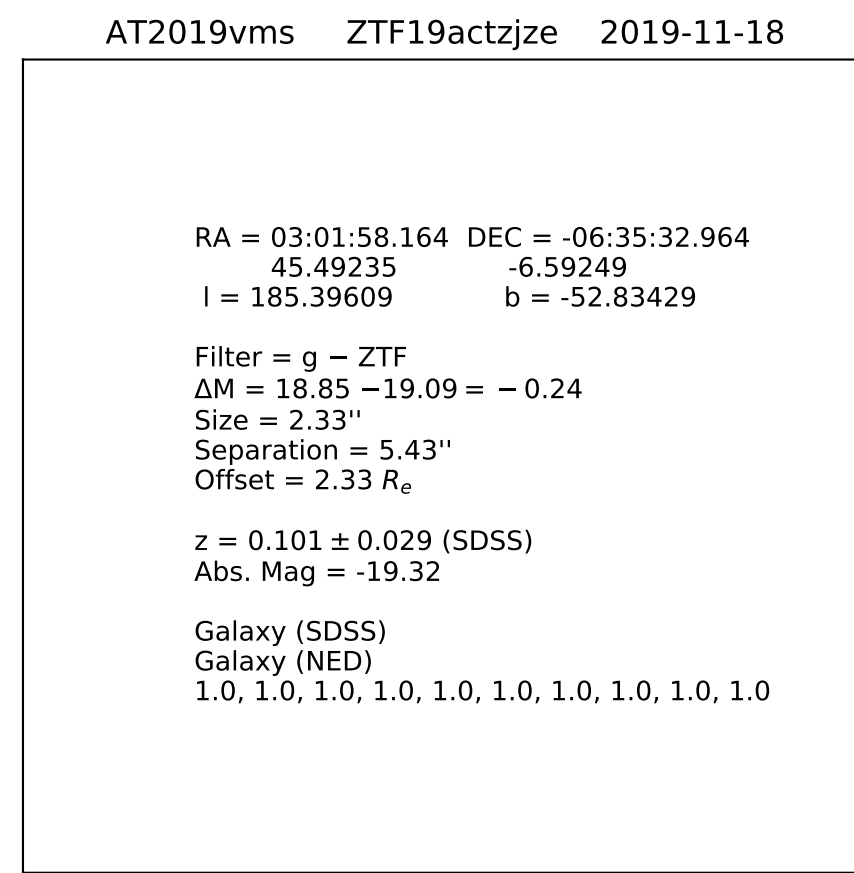 AT2019vms ZTF19actzjze 2019-11-18
RA = 03:01:58.164 DEC = -06:35:32.964
45.49235 -6.59249
l = 185.39609 b = -52.83429
Filter = g − ZTF
ΔM = 18.85 −19.09 = − 0.24
Size = 2.33''
Separation = 5.43''
Offset = 2.33 Rₑ
z = 0.101 ± 0.029 (SDSS)
Abs. Mag = -19.32
Galaxy (SDSS)
Galaxy (NED)
1.0, 1.0, 1.0, 1.0, 1.0, 1.0, 1.0, 1.0, 1.0, 1.0